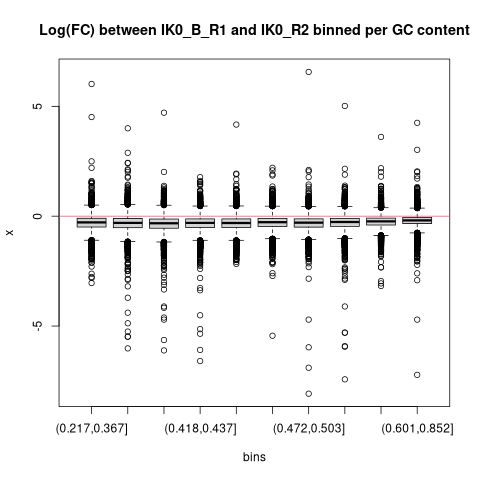 Log(FC) between IK0_B_R1 and IK0_R2 binned per GC content
5
0
-5
x
(0.217,0.367] (0.418,0.437] (0.472,0.503] (0.601,0.852]
bins